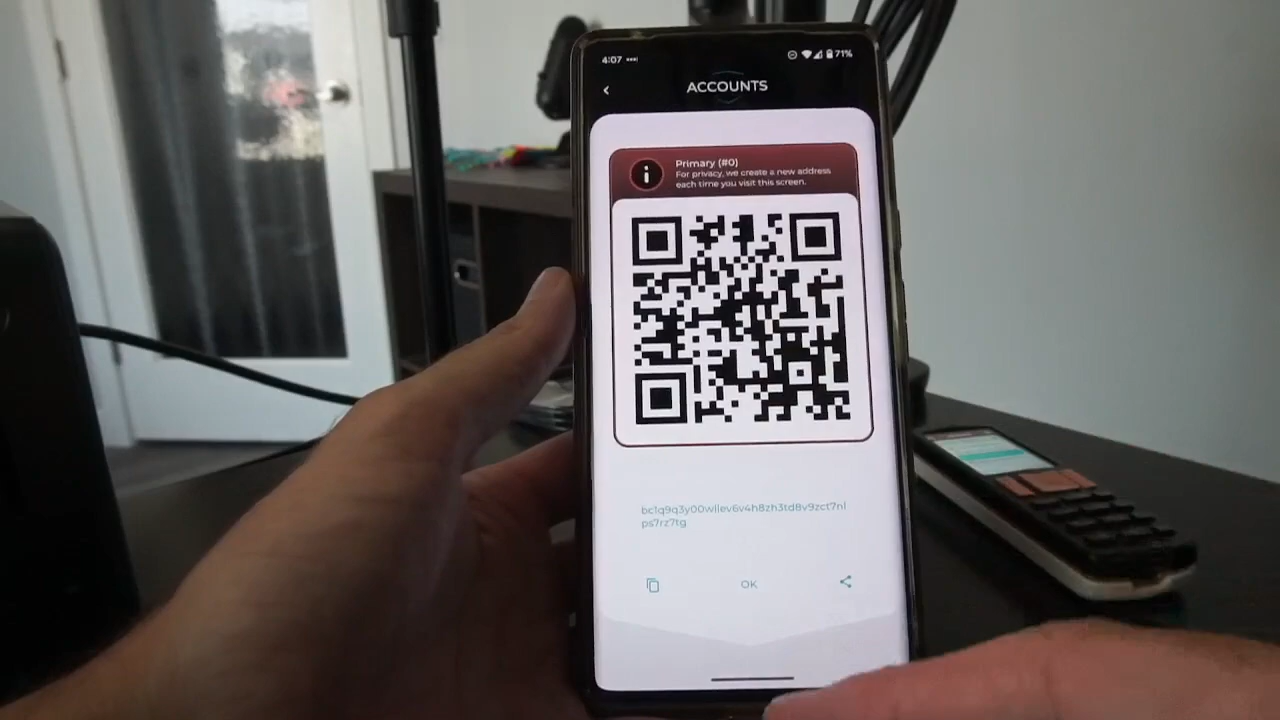 4:07
71%
ACCOUNTS
Primary (#0)
For privacy, we create a new address
each time you visit this screen.
bc1q9q3y00wllev6v4h8zh3td8v9zct7nl
ps7rz7tg
OK